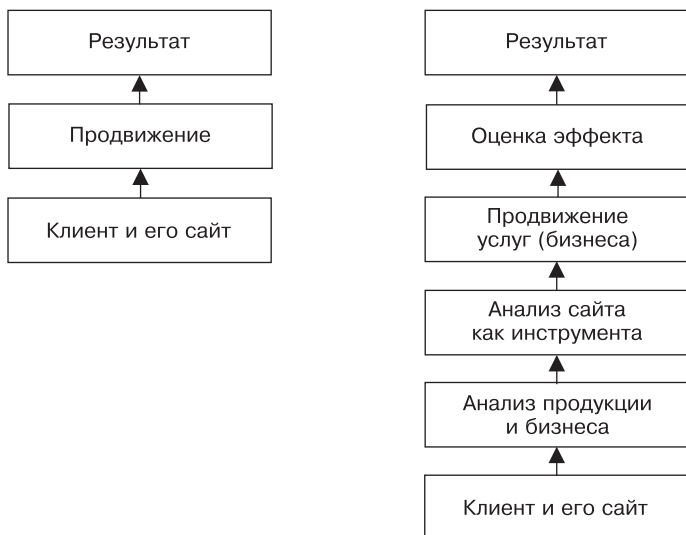 Результат
Продвижение
Клиент и его сайт
Результат
Оценка эффекта
Продвижение
услуг (бизнеса)
Анализ сайта
как инструмента
Анализ продукции
и бизнеса
Клиент и его сайт